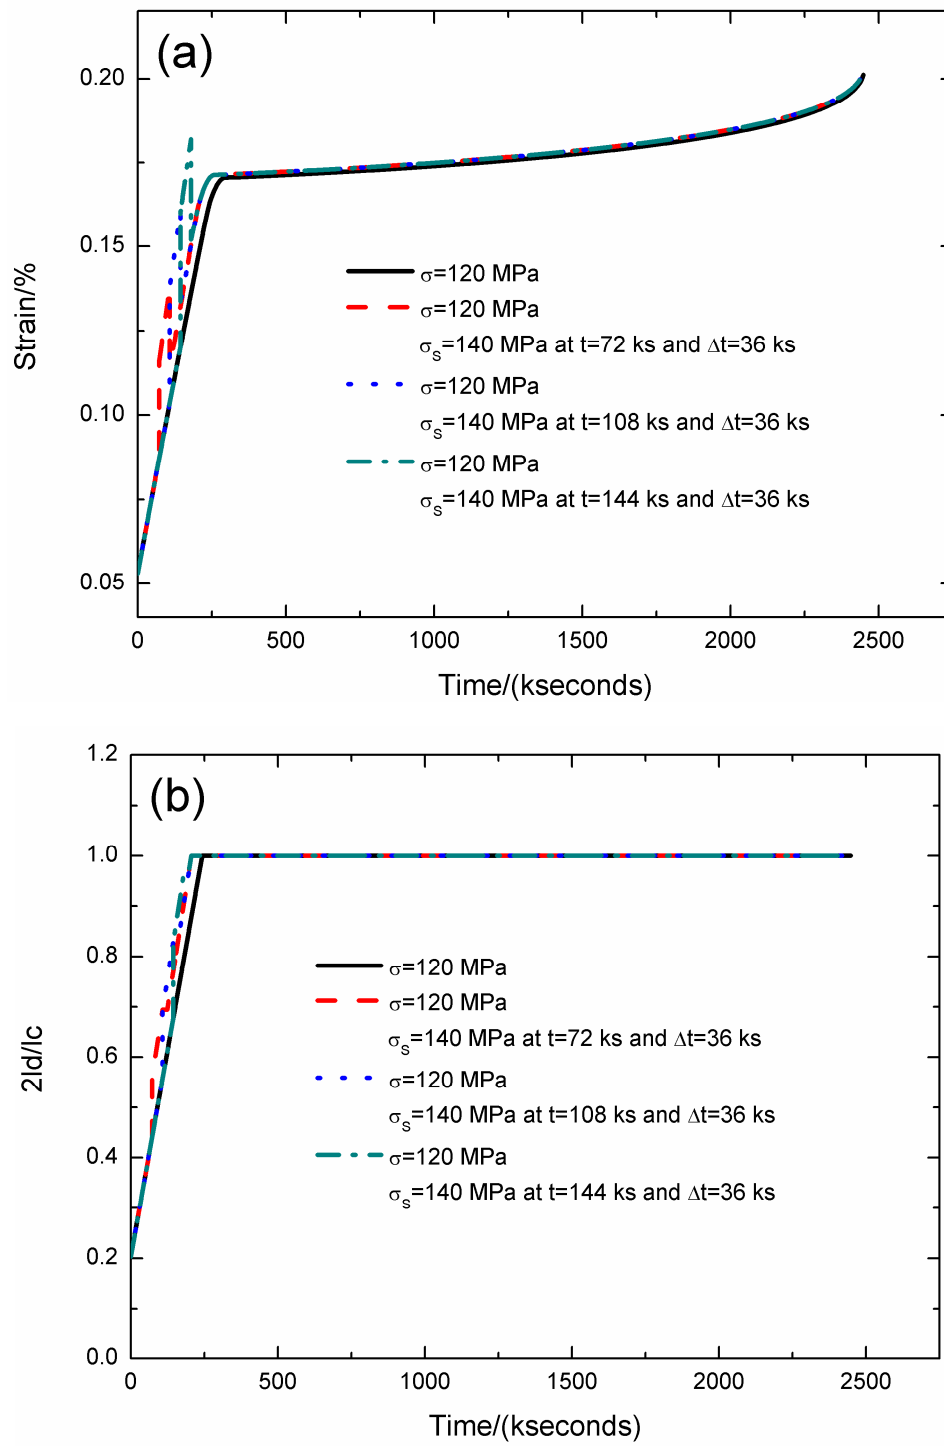 (a)
0.20
0.15
0.10
0.05
Strain/%
σ=120 MPa
σ=120 MPa
σS=140 MPa at t=72 ks and Δt=36 ks
σ=120 MPa
σS=140 MPa at t=108 ks and Δt=36 ks
σ=120 MPa
σS=140 MPa at t=144 ks and Δt=36 ks
0 500 1000 1500 2000 2500
Time/(kseconds)
(b)
1.2
1.0
0.8
0.6
0.4
0.2
0.0
2ld/lc
σ=120 MPa
σ=120 MPa
σS=140 MPa at t=72 ks and Δt=36 ks
σ=120 MPa
σS=140 MPa at t=108 ks and Δt=36 ks
σ=120 MPa
σS=140 MPa at t=144 ks and Δt=36 ks
0 500 1000 1500 2000 2500
Time/(kseconds)